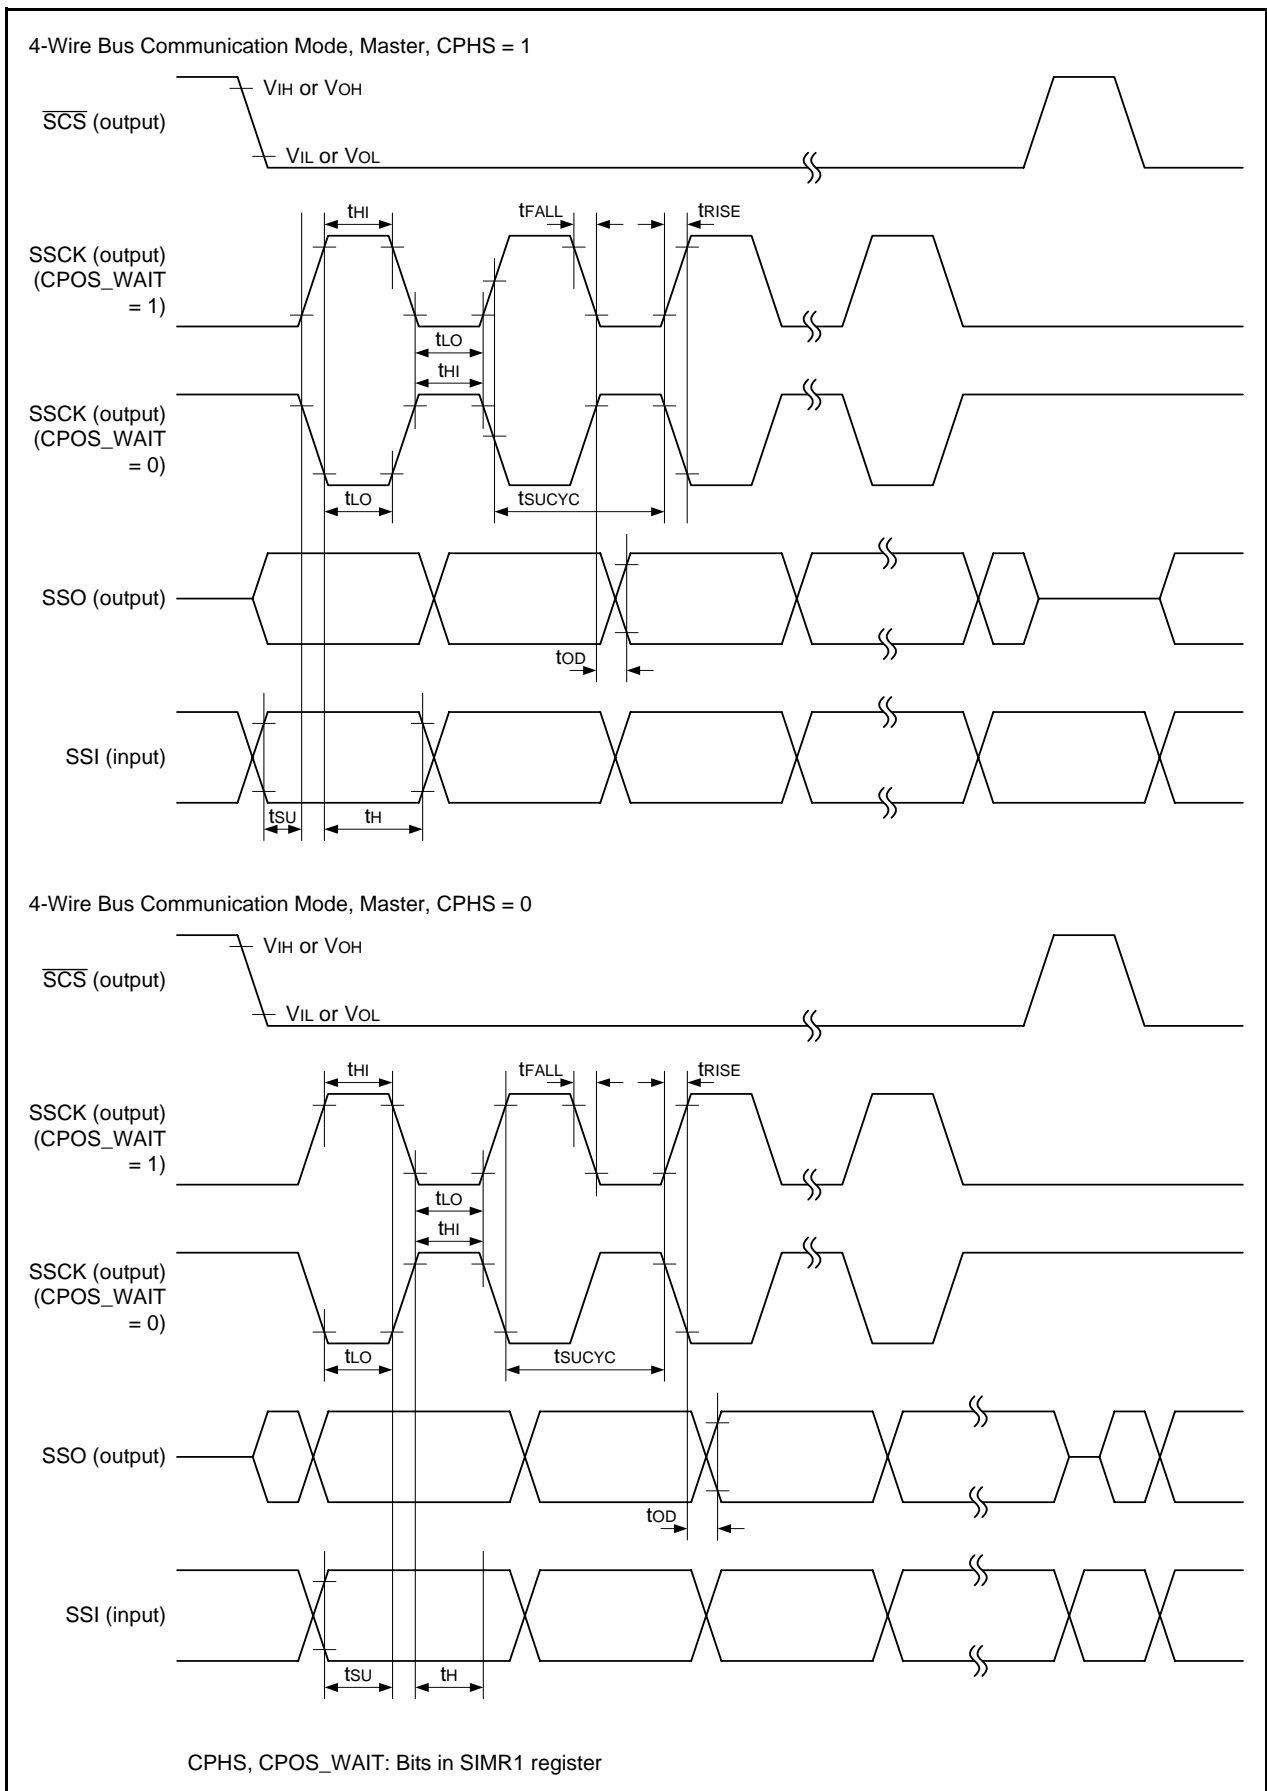 4-Wire Bus Communication Mode, Master, CPHS = 1
VIH or VOH
SCS (output)
VIL or VOL
tHI
tFALL
tRISE
SSCK (output)
(CPOS_WAIT
= 1)
tLO
tHI
SSCK (output)
(CPOS_WAIT
= 0)
tLO
tSUCYC
SSO (output)
tOD
SSI (input)
tSU
tH
4-Wire Bus Communication Mode, Master, CPHS = 0
VIH or VOH
SCS (output)
VIL or VOL
tHI
tFALL
tRISE
SSCK (output)
(CPOS_WAIT
= 1)
tLO
tHI
SSCK (output)
(CPOS_WAIT
= 0)
tLO
tSUCYC
SSO (output)
tOD
SSI (input)
tSU
tH
CPHS, CPOS_WAIT: Bits in SIMR1 register